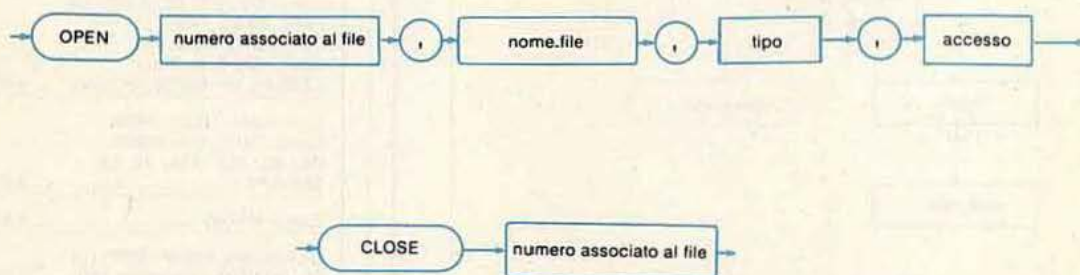 OPEN numero associato al file , nome.file , tipo , accesso
CLOSE numero associato al file